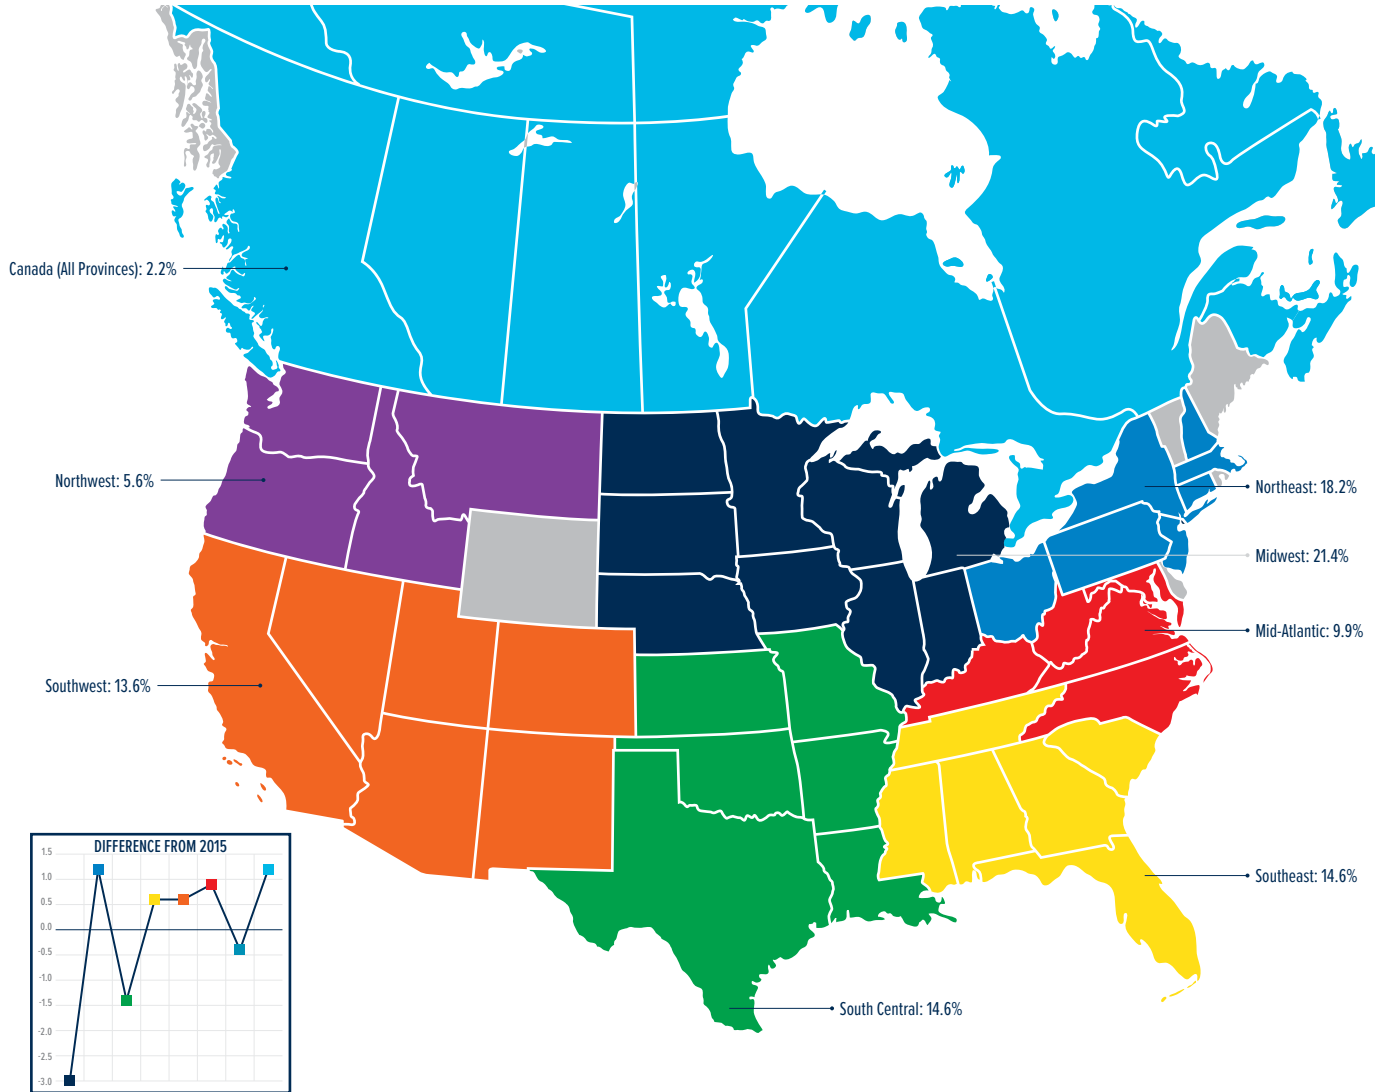 Canada (All Provinces): 2.2%
Northwest: 5.6%
Northeast: 18.2%
Midwest: 21.4%
Mid-Atlantic: 9.9%
Southwest: 13.6%
Southeast: 14.6%
South Central: 14.6%
DIFFERENCE FROM 2015
1.5
1.0
0.5
0.0
-0.5
-1.0
-1.5
-2.0
-2.5
-3.0